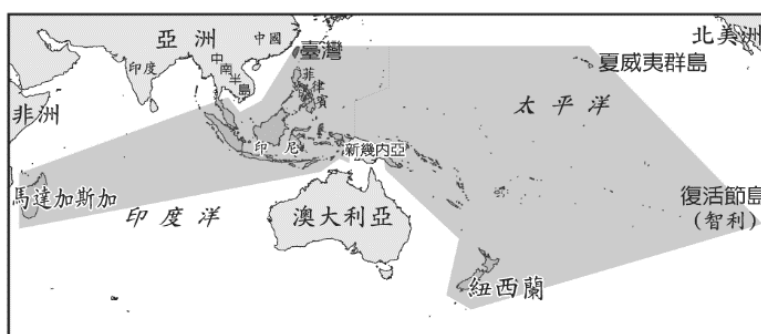 亞洲
中國
北美洲
臺灣
印度
中南半島
菲律賓
夏威夷群島
非洲
太平洋
印尼
新幾內亞
馬達加斯加
印度洋
澳大利亞
復活節島
(智利)
紐西蘭